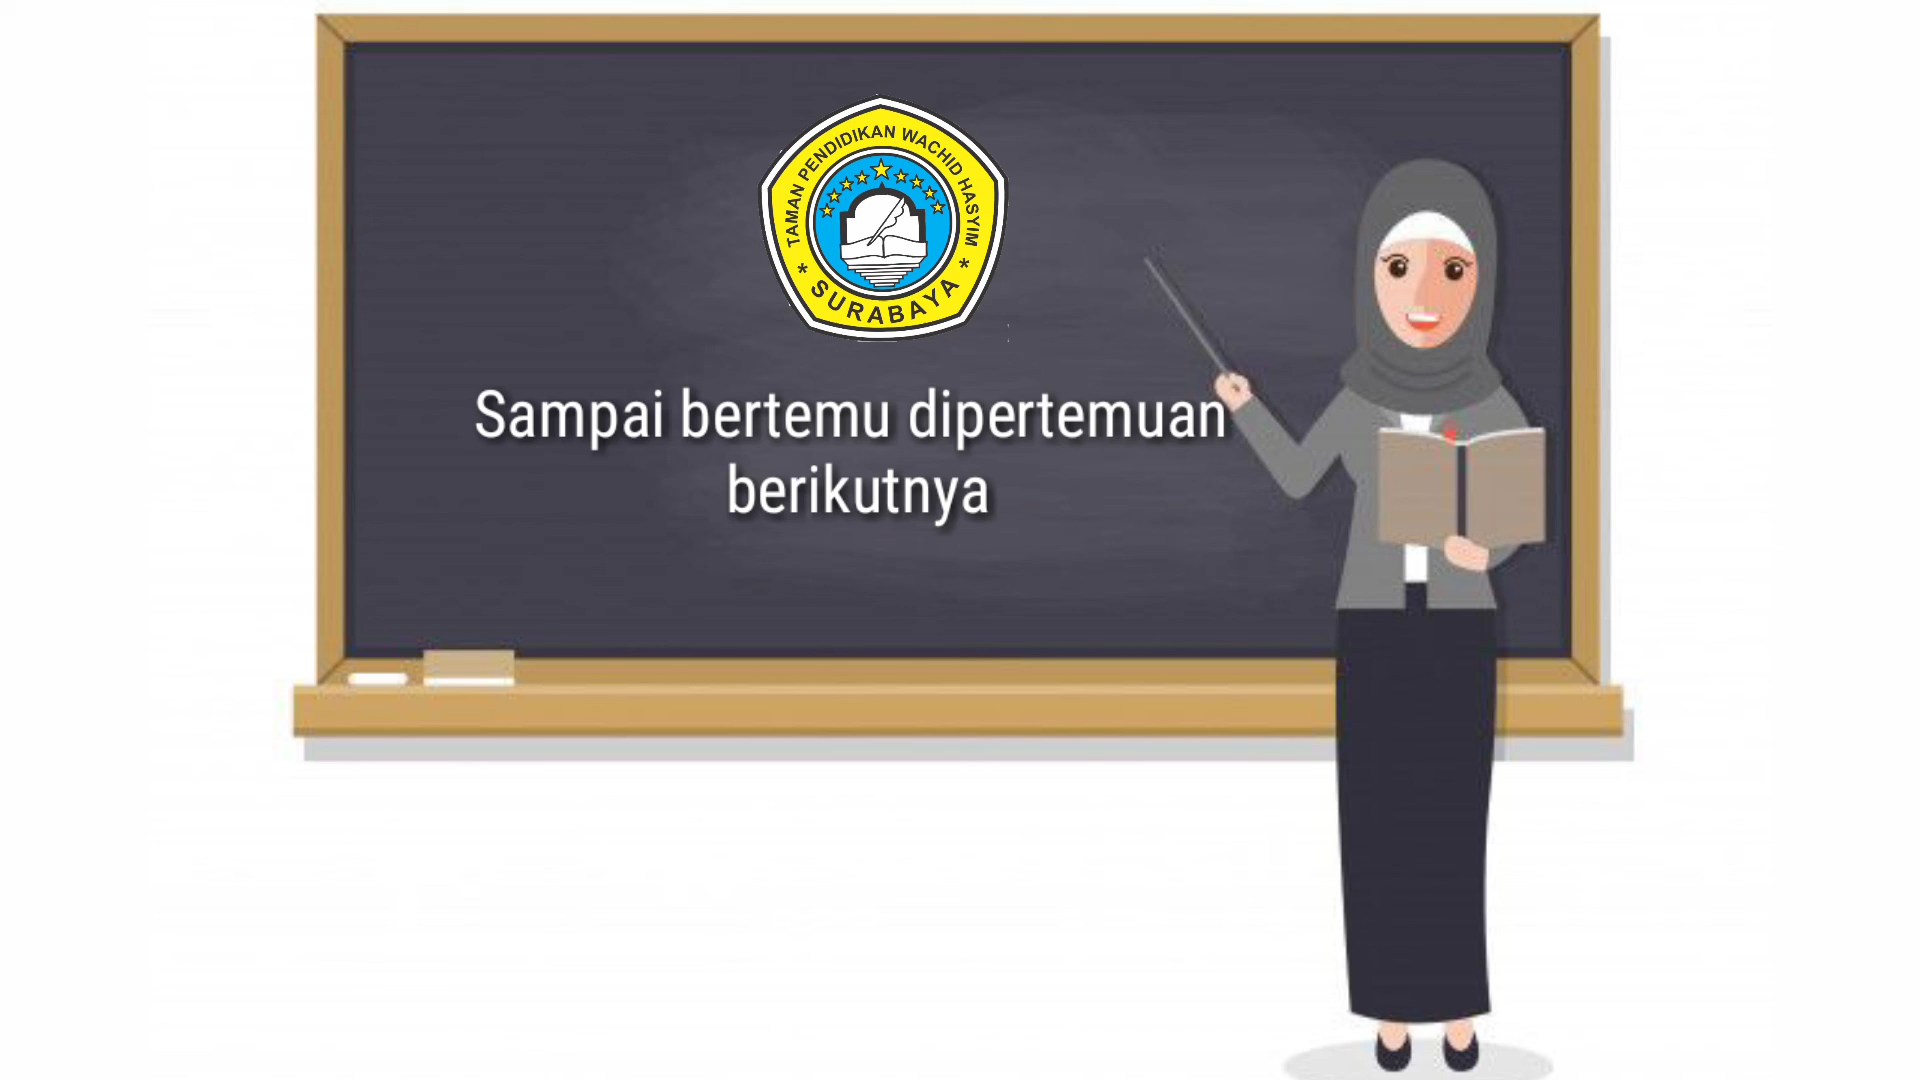 TAMAN PENDIDIKAN WACHID HASYIM
* SURABAYA *
Sampai bertemu dipertemuan
berikutnya